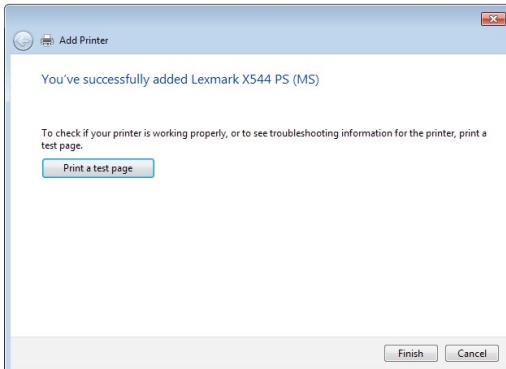 Add Printer
You've successfully added Lexmark X544 PS (MS)
To check if your printer is working properly, or to see troubleshooting information for the printer, print a
test page.
Print a test page
Finish Cancel